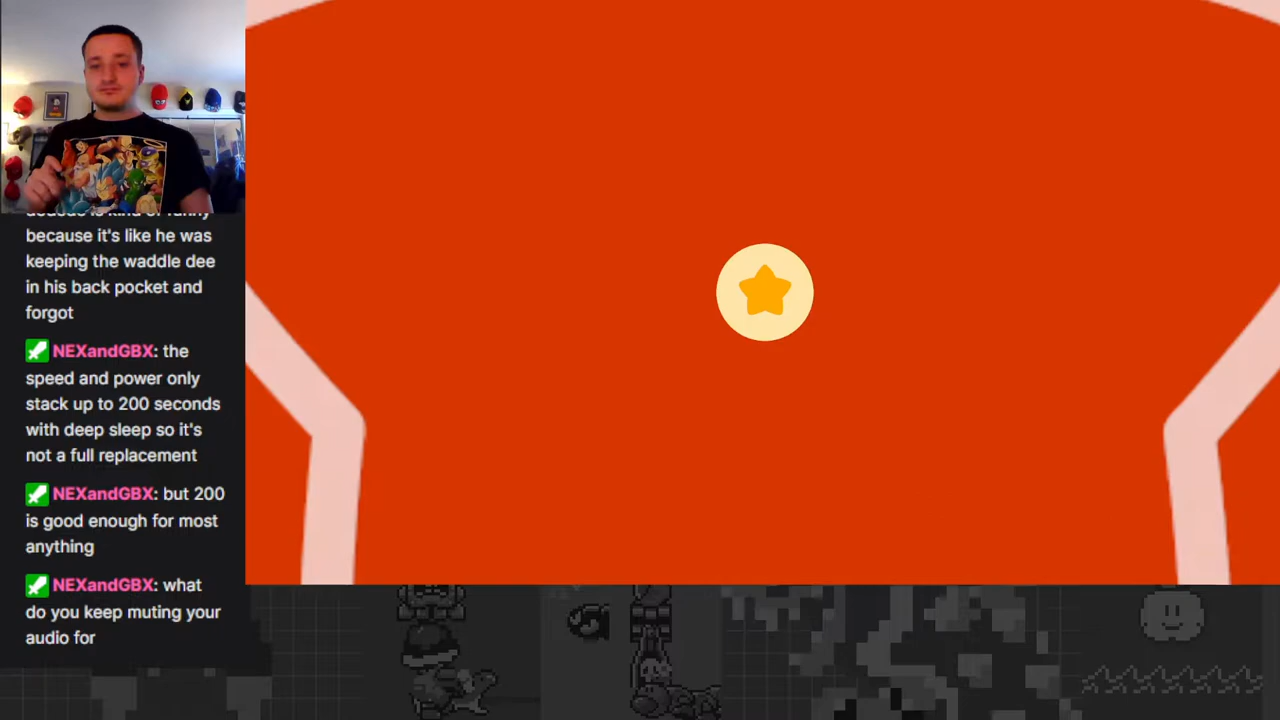 because it's like he was
keeping the waddle dee
in his back pocket and
forgot
NEXandGBX: the
speed and power only
stack up to 200 seconds
with deep sleep so it's
not a full replacement
NEXandGBX: but 200
is good enough for most
anything
NEXandGBX: what
do you keep muting your
audio for